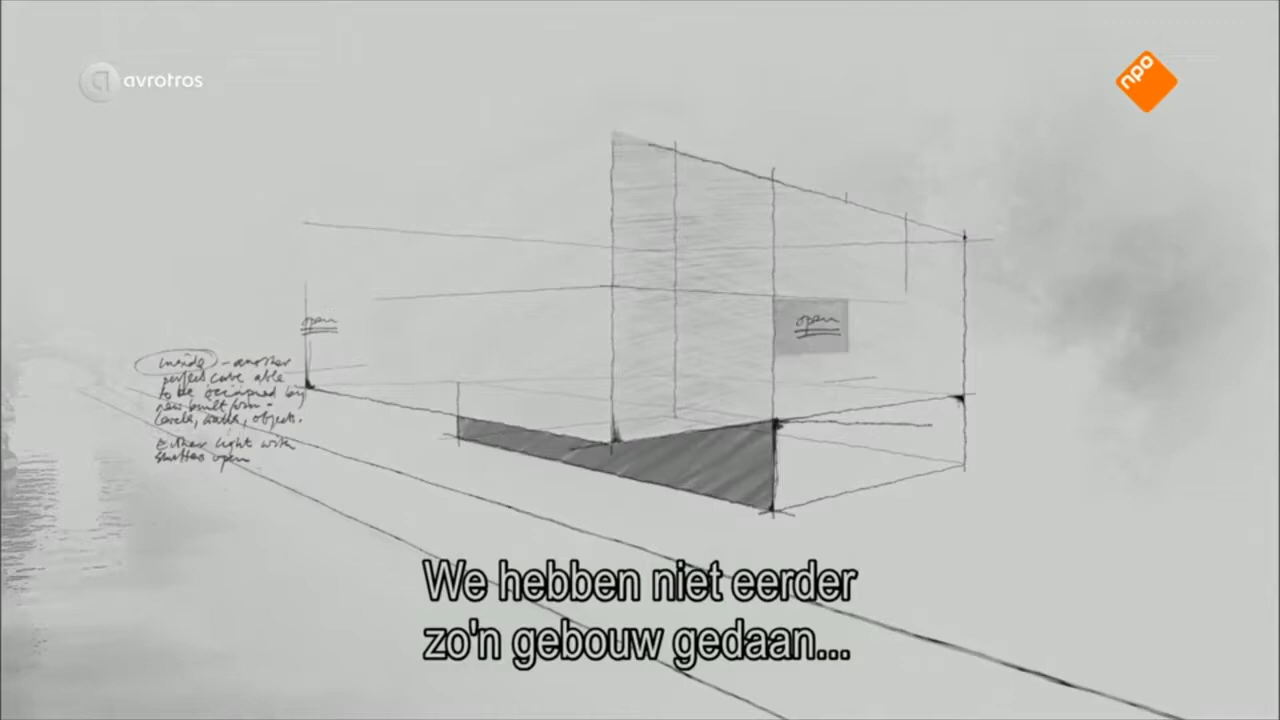 avrotros
npo
open
open
inside - another
perfect cube able
to be occupied by
new built form -
levels, walls, objects.
Either light with
shutters open
We hebben niet eerder
zo'n gebouw gedaan...